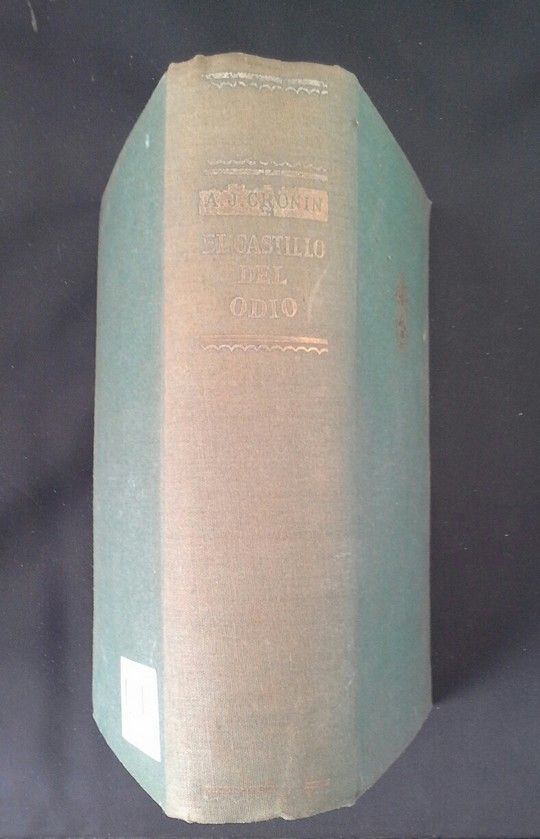 A. J. CRONIN
EL CASTILLO
DEL
ODIO